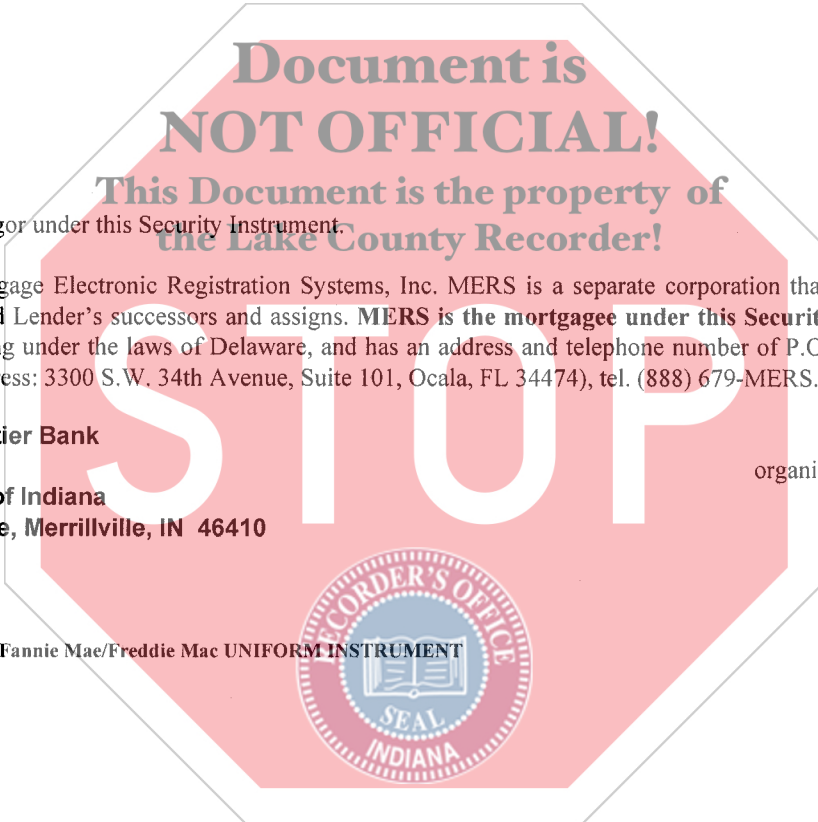 Document is
NOT OFFICIAL!
This Document is the property of
the Lake County Recorder!
gor under this Security Instrument.
gage Electronic Registration Systems, Inc. MERS is a separate corporation tha
d Lender's successors and assigns. MERS is the mortgagee under this Securit
ng under the laws of Delaware, and has an address and telephone number of P.O
ress: 3300 S.W. 34th Avenue, Suite 101, Ocala, FL 34474), tel. (888) 679-MERS.
tier Bank
organi
of Indiana
e, Merrillville, IN 46410
STOP
Fannie Mae/Freddie Mac UNIFORM INSTRUMENT
RECORDER'S OFFICE
SEAL
INDIANA